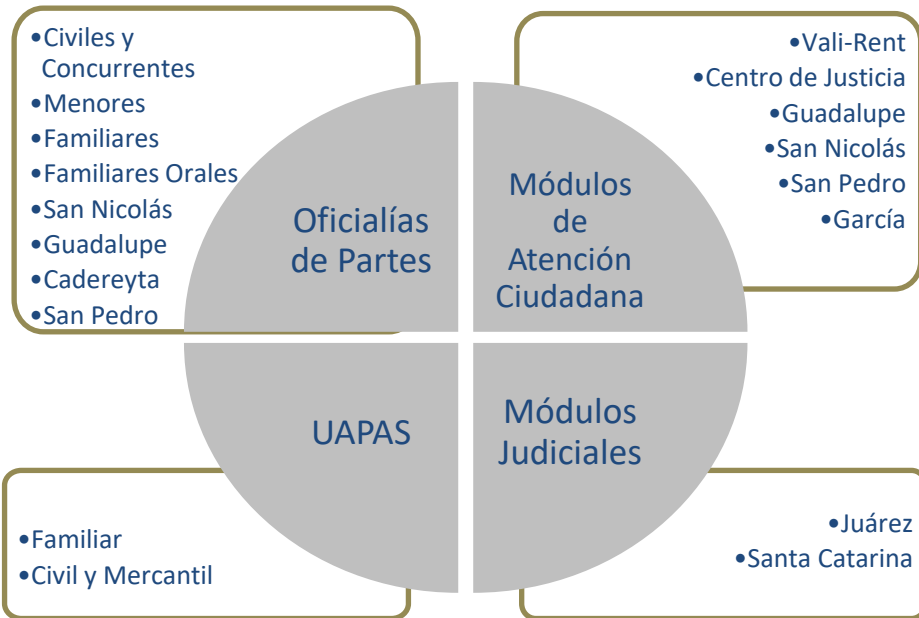 •Civiles y
Concurrentes
•Menores
•Familiares
•Familiares Orales
•San Nicolás
•Guadalupe
•Cadereyta
•San Pedro
Oficialías
de Partes
•Vali-Rent
•Centro de Justicia
•Guadalupe
•San Nicolás
•San Pedro
•García
Módulos
de
Atención
Ciudadana
UAPAS
•Familiar
•Civil y Mercantil
Módulos
Judiciales
•Juárez
•Santa Catarina